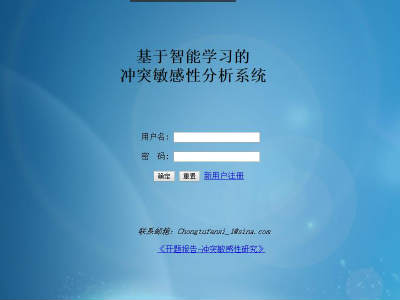 基于智能学习的
冲突敏感性分析系统
用户名:
密 码:
确定 重置 新用户注册
联系邮箱: Chongtufenxi_1@sina.com
《开题报告-冲突敏感性研究》